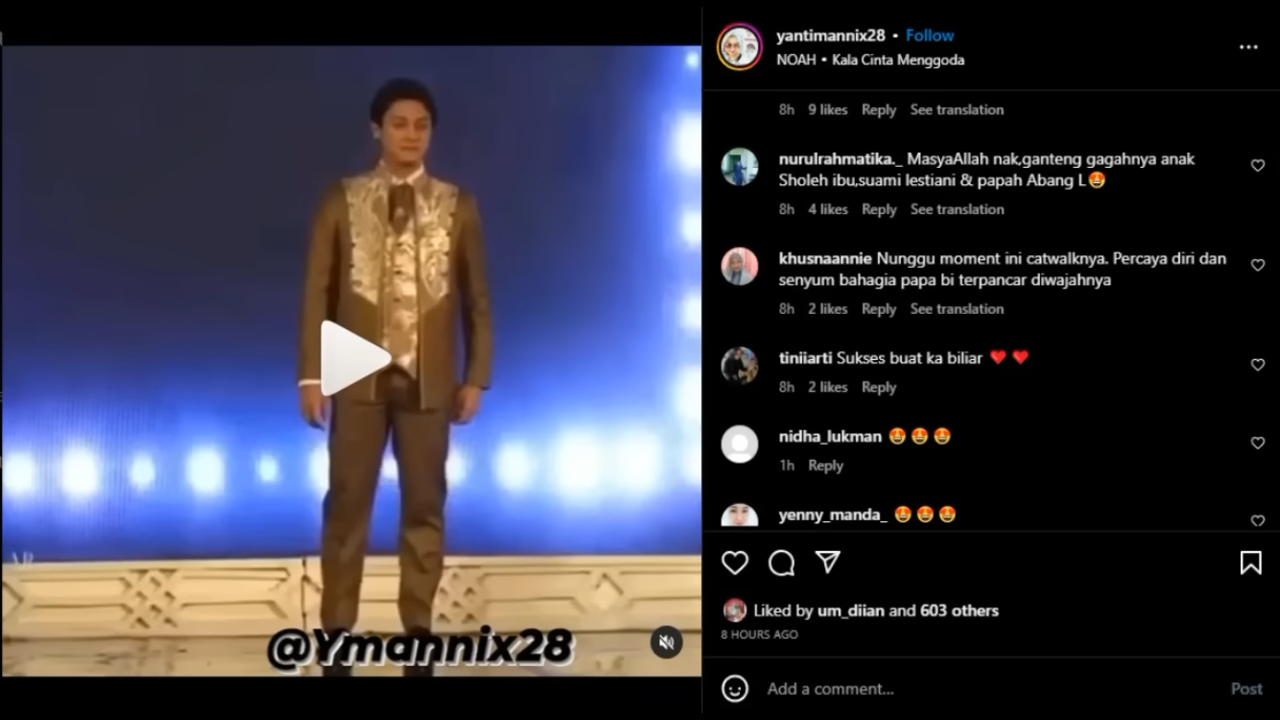 yantimannix28 • Follow
NOAH • Kala Cinta Menggoda
8h 9 likes Reply See translation
nurulrahmatika._ MasyaAllah nak,ganteng gagahnya anak
Sholeh ibu,suami lestiani & papah Abang L🤩
8h 4 likes Reply See translation
khusnaannie Nunggu moment ini catwalknya. Percaya diri dan
senyum bahagia papa bi terpancar diwajahnya
8h 2 likes Reply See translation
tiniiarti Sukses buat ka biliar ♥️ ♥️
8h 2 likes Reply
nidha_lukman 🤩 🤩 🤩
1h Reply
yenny_manda_ 🤩 🤩 🤩
Liked by um_diian and 603 others
8 HOURS AGO
Add a comment... Post
AR
@Ymannix28